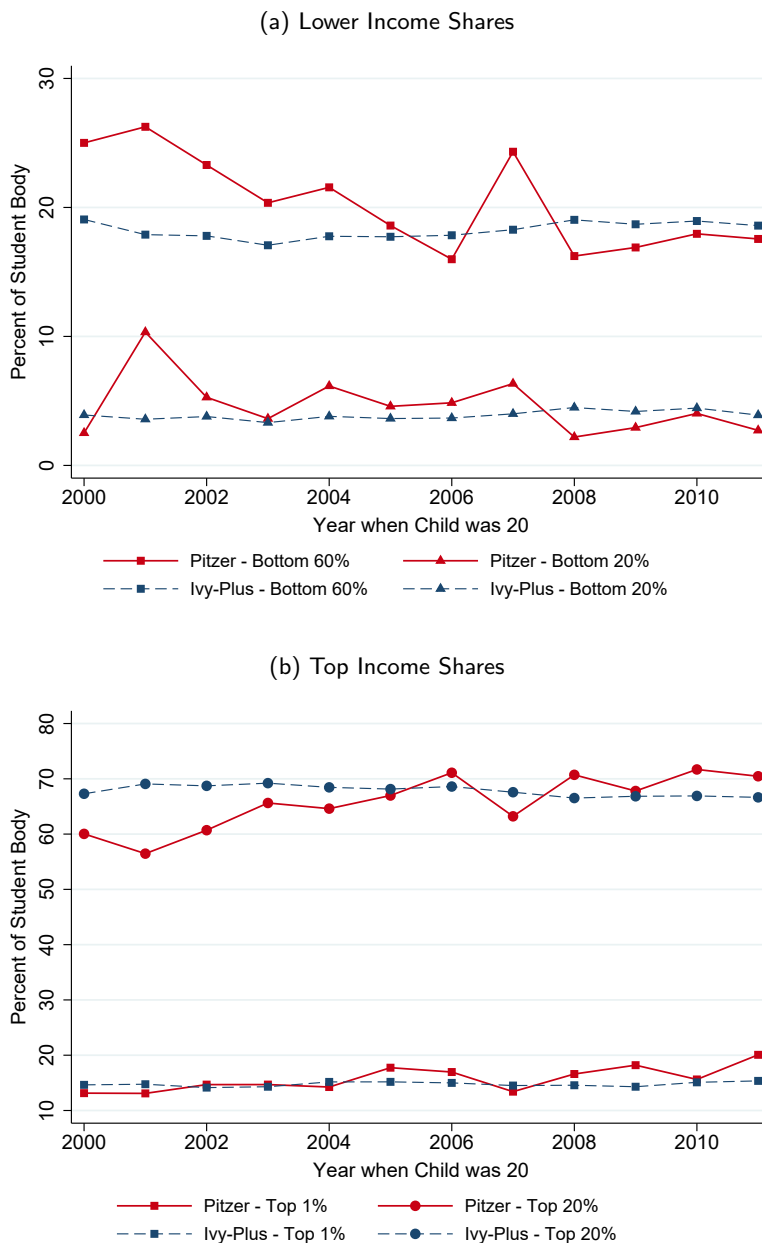 (a) Lower Income Shares
30
20
10
0
Percent of Student Body
2000 2002 2004 2006 2008 2010
Year when Child was 20
Pitzer - Bottom 60% Pitzer - Bottom 20%
Ivy-Plus - Bottom 60% Ivy-Plus - Bottom 20%
(b) Top Income Shares
80
70
60
50
40
30
20
10
Percent of Student Body
2000 2002 2004 2006 2008 2010
Year when Child was 20
Pitzer - Top 1% Pitzer - Top 20%
Ivy-Plus - Top 1% Ivy-Plus - Top 20%